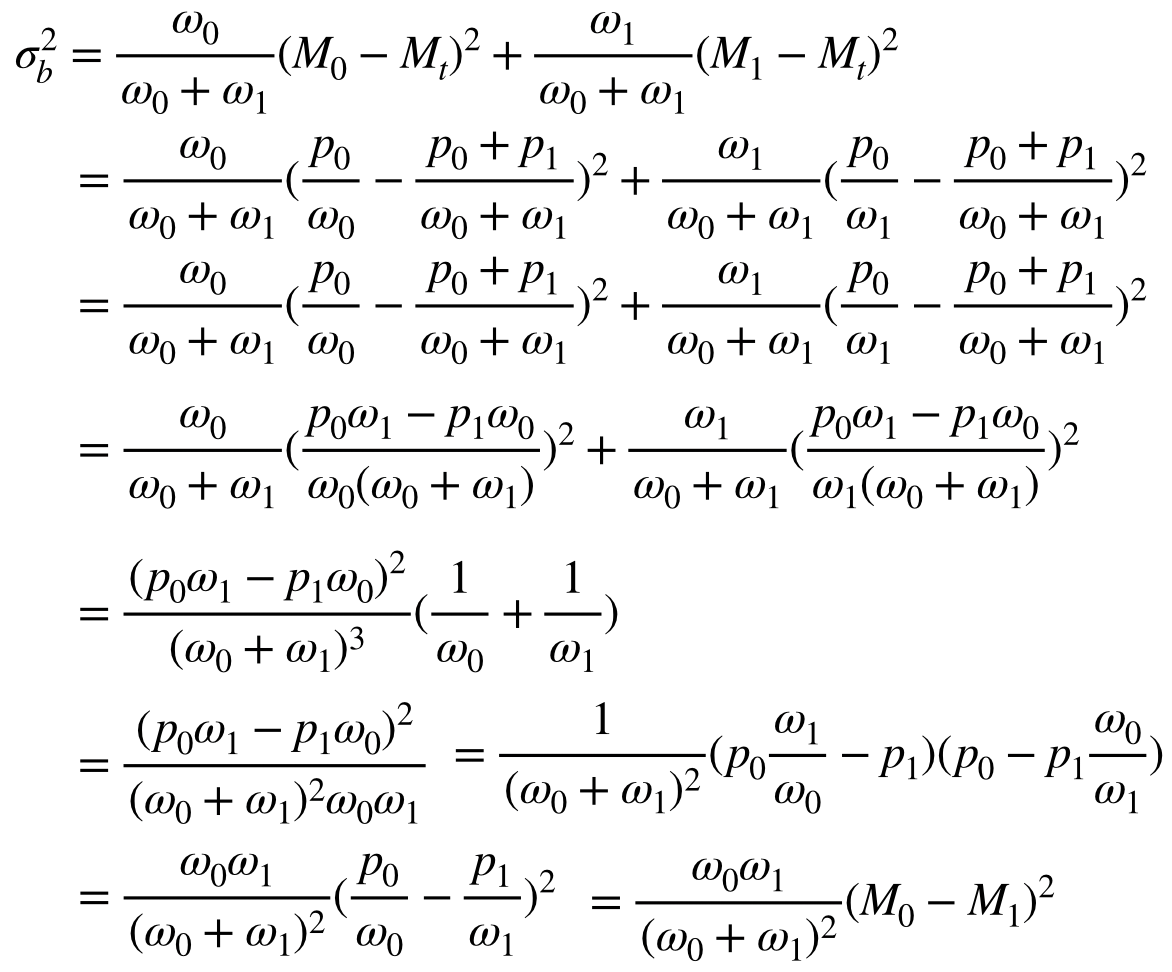 σ_b^2 = \frac{ω_0}{ω_0 + ω_1}(M_0 − M_t)^2 + \frac{ω_1}{ω_0 + ω_1}(M_1 − M_t)^2
= \frac{ω_0}{ω_0 + ω_1}(\frac{p_0}{ω_0} − \frac{p_0 + p_1}{ω_0 + ω_1})^2 + \frac{ω_1}{ω_0 + ω_1}(\frac{p_0}{ω_1} − \frac{p_0 + p_1}{ω_0 + ω_1})^2
= \frac{ω_0}{ω_0 + ω_1}(\frac{p_0}{ω_0} − \frac{p_0 + p_1}{ω_0 + ω_1})^2 + \frac{ω_1}{ω_0 + ω_1}(\frac{p_0}{ω_1} − \frac{p_0 + p_1}{ω_0 + ω_1})^2
= \frac{ω_0}{ω_0 + ω_1}(\frac{p_0ω_1 − p_1ω_0}{ω_0(ω_0 + ω_1)})^2 + \frac{ω_1}{ω_0 + ω_1}(\frac{p_0ω_1 − p_1ω_0}{ω_1(ω_0 + ω_1)})^2
= \frac{(p_0ω_1 − p_1ω_0)^2}{(ω_0 + ω_1)^3}(\frac{1}{ω_0} + \frac{1}{ω_1})
= \frac{(p_0ω_1 − p_1ω_0)^2}{(ω_0 + ω_1)^2ω_0ω_1} = \frac{1}{(ω_0 + ω_1)^2}(p_0\frac{ω_1}{ω_0} − p_1)(p_0 − p_1\frac{ω_0}{ω_1})
= \frac{ω_0ω_1}{(ω_0 + ω_1)^2}(\frac{p_0}{ω_0} − \frac{p_1}{ω_1})^2 = \frac{ω_0ω_1}{(ω_0 + ω_1)^2}(M_0 − M_1)^2